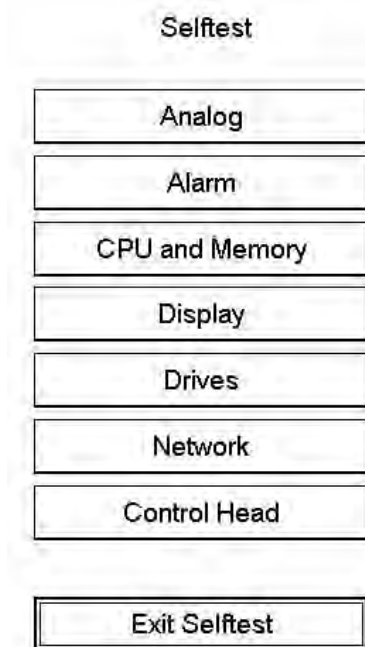 Selftest
Analog
Alarm
CPU and Memory
Display
Drives
Network
Control Head
Exit Selftest